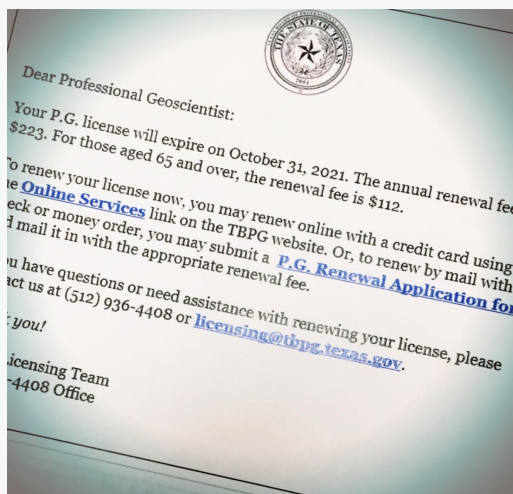 THE STATE OF TEXAS
Dear Professional Geoscientist:
Your P.G. license will expire on October 31, 2021. The annual renewal fee
$223. For those aged 65 and over, the renewal fee is $112.
To renew your license now, you may renew online with a credit card using
Online Services link on the TBPG website. Or, to renew by mail with
or money order, you may submit a P.G. Renewal Application for
mail it in with the appropriate renewal fee.
have questions or need assistance with renewing your license, please
us at (512) 936-4408 or licensing@tbpg.texas.gov.
you!
Licensing Team
-4408 Office